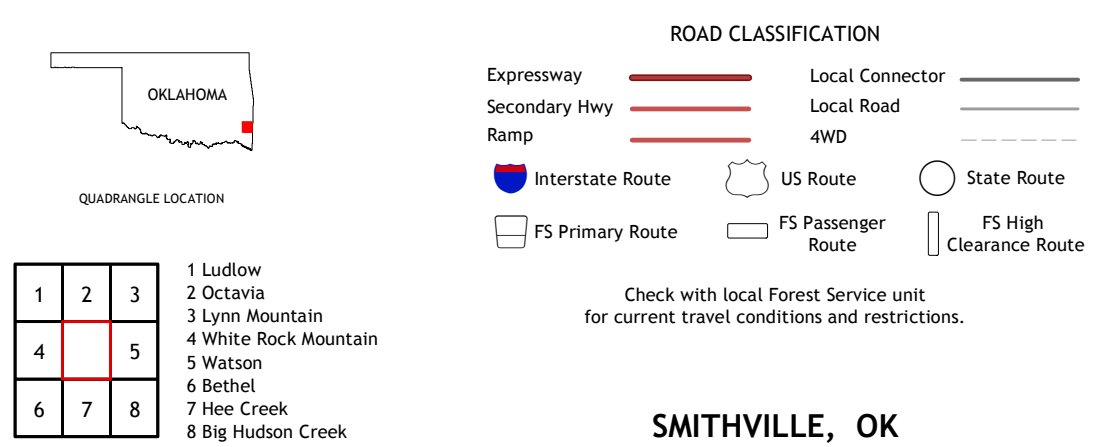 OKLAHOMA
QUADRANGLE LOCATION
1 2 3
4 5
6 7 8
1 Ludlow
2 Octavia
3 Lynn Mountain
4 White Rock Mountain
5 Watson
6 Bethel
7 Hee Creek
8 Big Hudson Creek
ROAD CLASSIFICATION
Expressway
Secondary Hwy
Ramp
Local Connector
Local Road
4WD
Interstate Route
US Route
State Route
FS Primary Route
FS Passenger
Route
FS High
Clearance Route
Check with local Forest Service unit
for current travel conditions and restrictions.
SMITHVILLE, OK